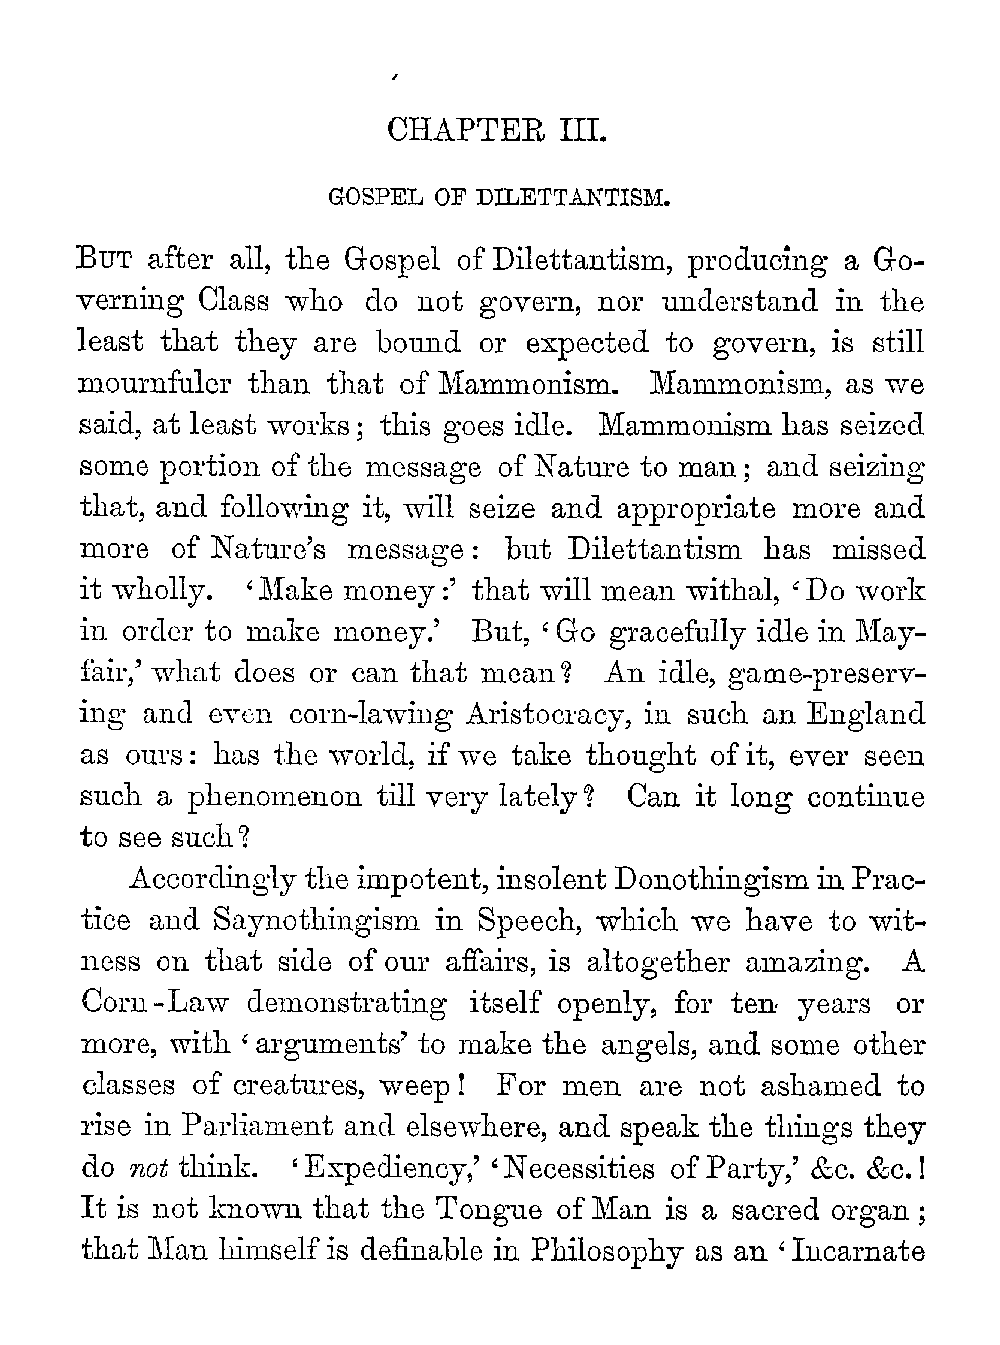 CHAPTER III.
GOSPEL OF DILETTANTISM.
BUT after all, the Gospel of Dilettantism, producing a Go-
verning Class who do not govern, nor understand in the
least that they are bound or expected to govern, is still
mournfuler than that of Mammonism. Mammonism, as we
said, at least works; this goes idle. Mammonism has seized
some portion of the message of Nature to man; and seizing
that, and following it, will seize and appropriate more and
more of Nature's message: but Dilettantism has missed
it wholly. ‘Make money:’ that will mean withal, ‘Do work
in order to make money.’ But, ‘Go gracefully idle in May-
fair,’ what does or can that mean? An idle, game-preserv-
ing and even corn-lawing Aristocracy, in such an England
as ours: has the world, if we take thought of it, ever seen
such a phenomenon till very lately? Can it long continue
to see such?
Accordingly the impotent, insolent Donothingism in Prac-
tice and Saynothingism in Speech, which we have to wit-
ness on that side of our affairs, is altogether amazing. A
Corn-Law demonstrating itself openly, for ten years or
more, with ‘arguments’ to make the angels, and some other
classes of creatures, weep! For men are not ashamed to
rise in Parliament and elsewhere, and speak the things they
do not think. ‘Expediency,’ ‘Necessities of Party,’ &c. &c.!
It is not known that the Tongue of Man is a sacred organ;
that Man himself is definable in Philosophy as an ‘Incarnate